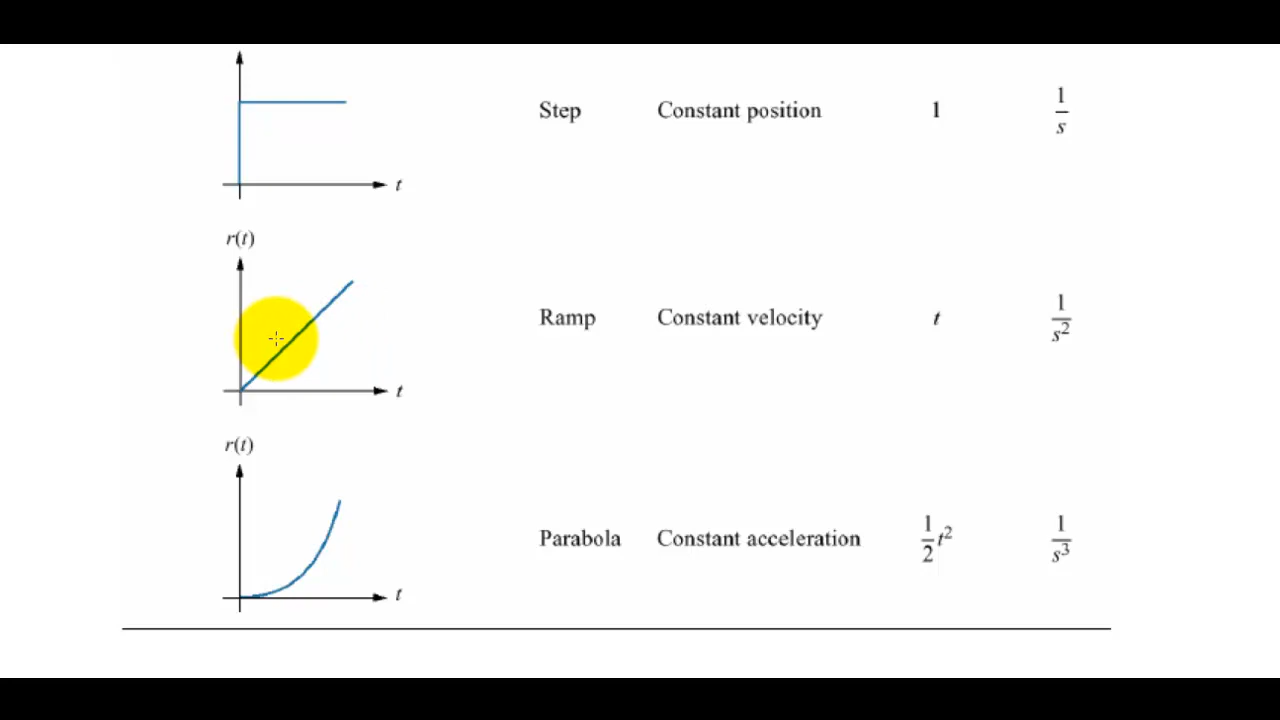 Step Constant position 1 1/s
t
r(t)
Ramp Constant velocity t 1/s²
t
r(t)
Parabola Constant acceleration 1/2 t² 1/s³
t